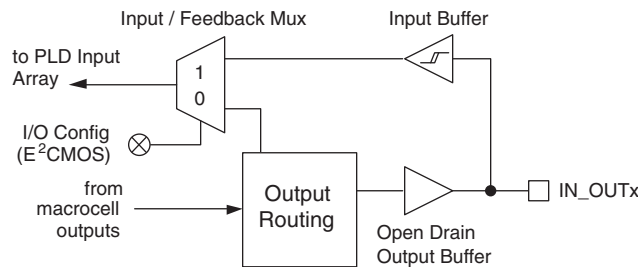 Input / Feedback Mux
Input Buffer
to PLD Input
Array
1
0
I/O Config
(E²CMOS)
from
macrocell
outputs
Output
Routing
IN_OUTx
Open Drain
Output Buffer